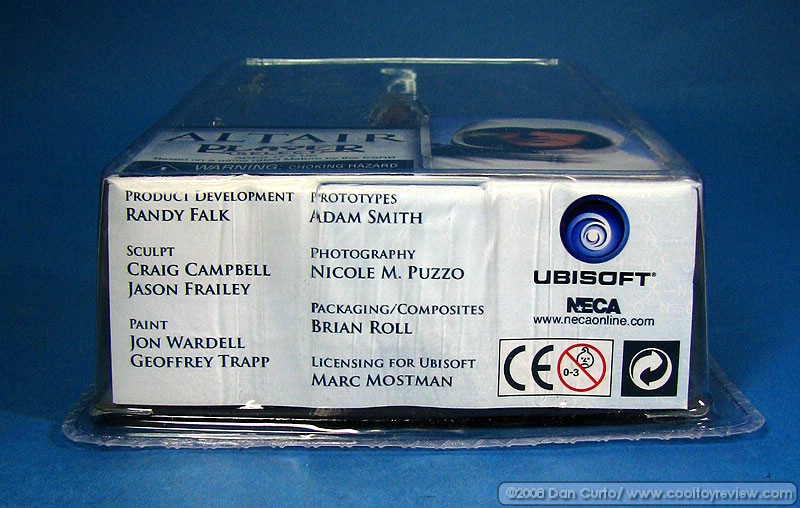 ALTAIR
PLAYER
SELECT
WARNING: CHOKING HAZARD
PRODUCT DEVELOPMENT
RANDY FALK
SCULPT
CRAIG CAMPBELL
JASON FRAILEY
PAINT
JON WARDELL
GEOFFREY TRAPP
PROTOTYPES
ADAM SMITH
PHOTOGRAPHY
NICOLE M. PUZZO
PACKAGING/COMPOSITES
BRIAN ROLL
LICENSING FOR UBISOFT
MARC MOSTMAN
UBISOFT®
NECA
www.necaonline.com
CE 0-3
©2008 Dan Curto/ www.cooltoyreview.com